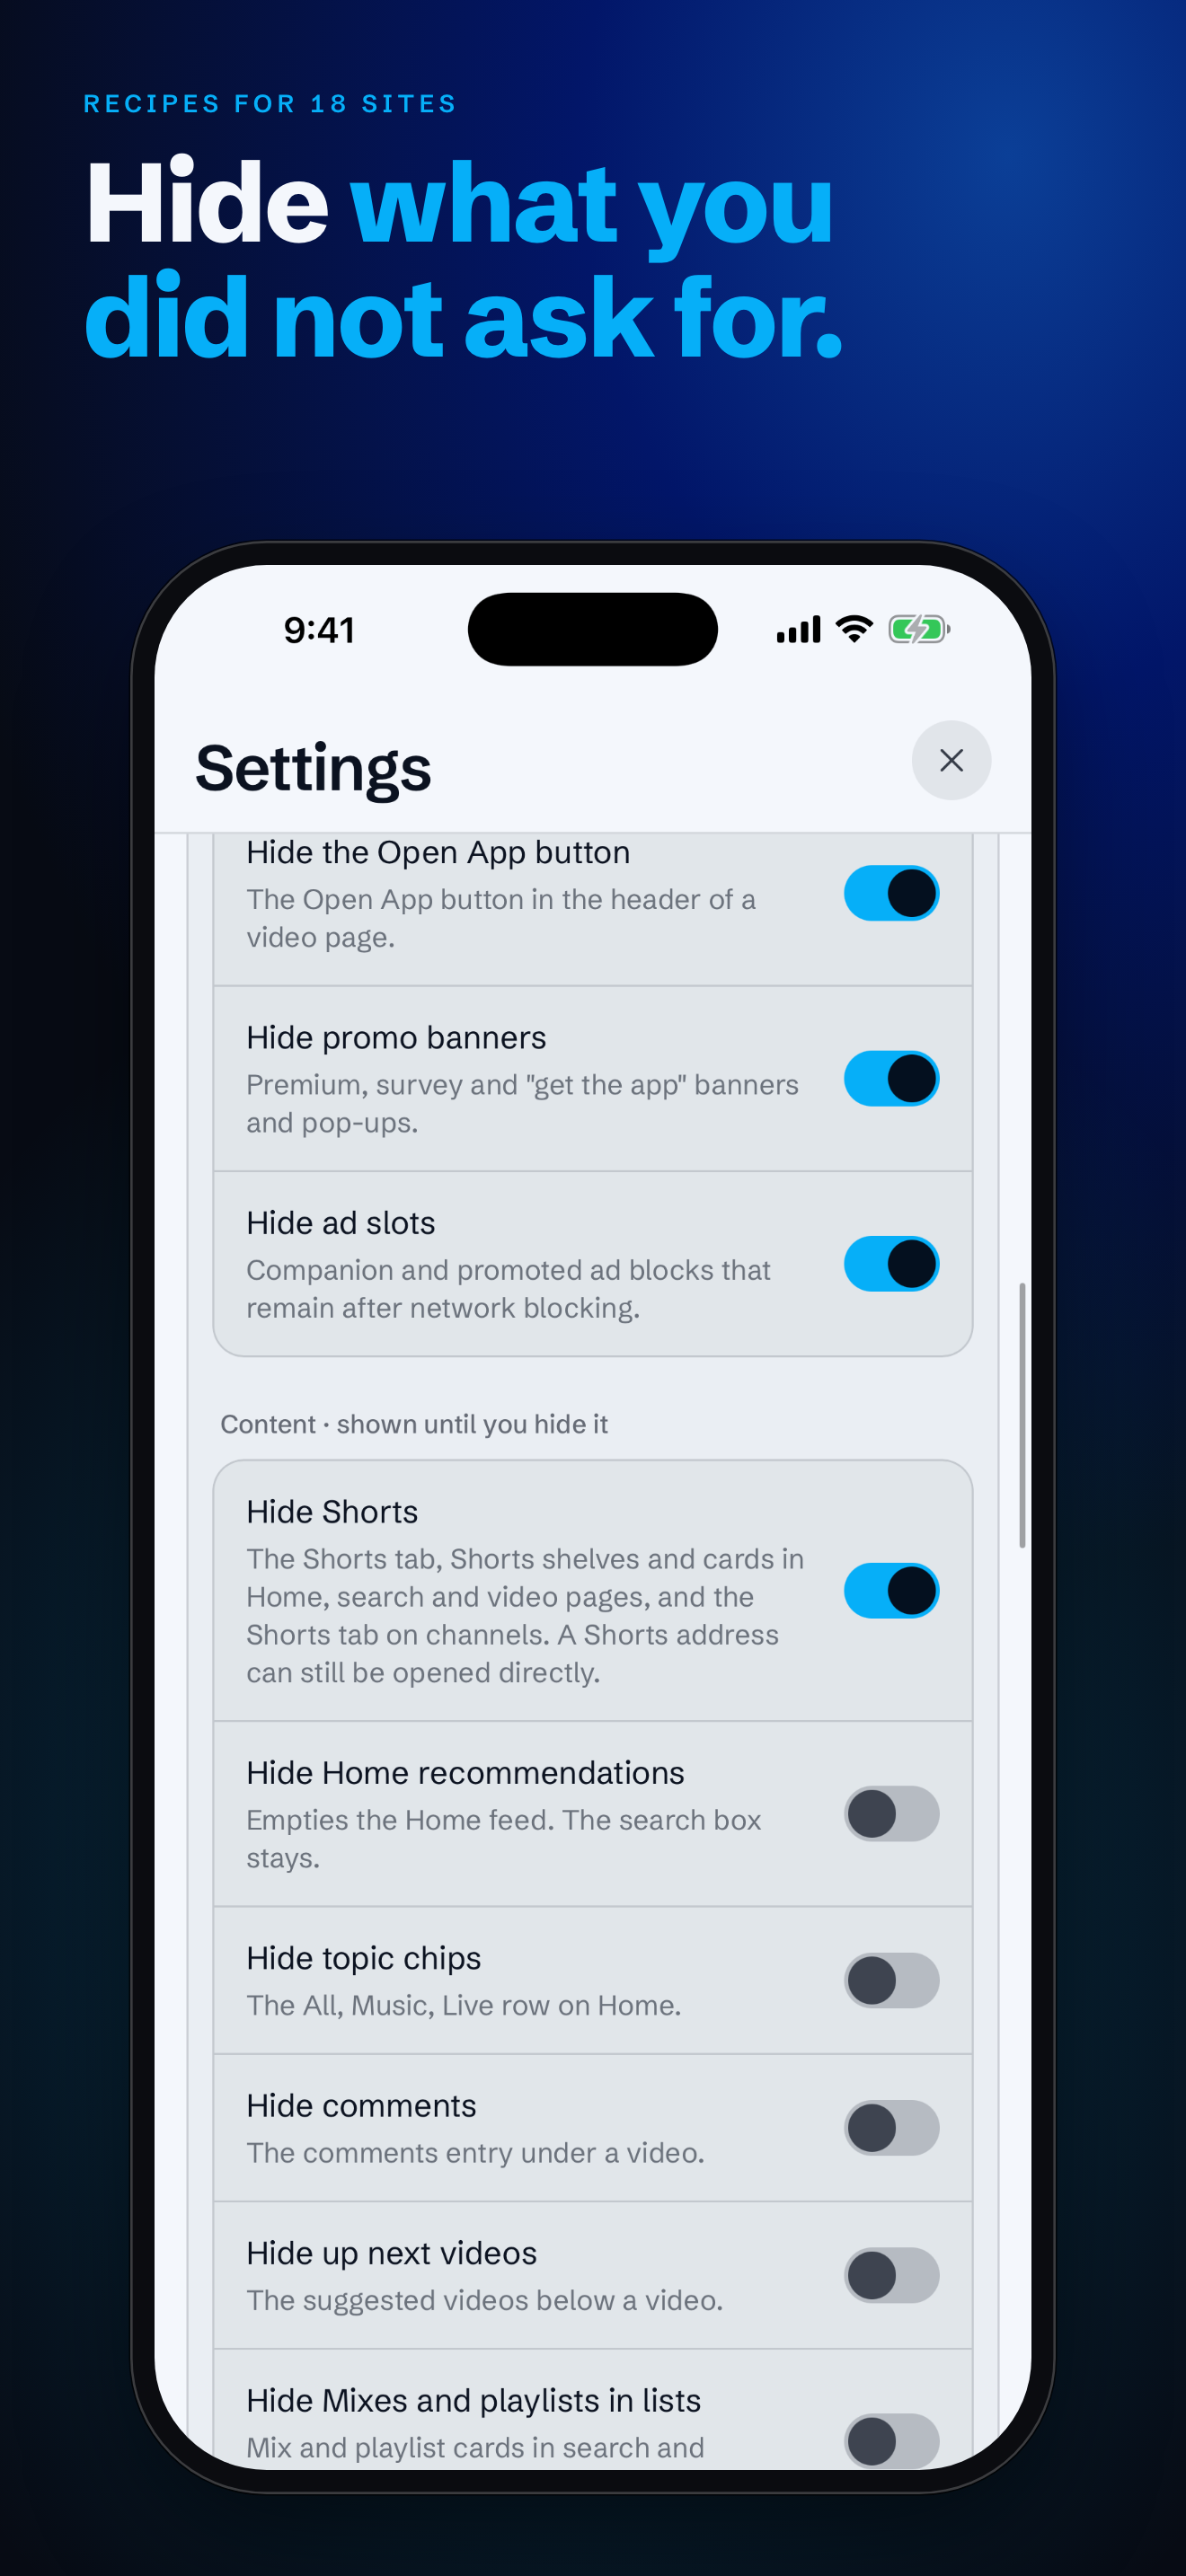 RECIPES FOR 18 SITES
Hide what you
did not ask for.
9:41
Settings
Hide the Open App button
The Open App button in the header of a
video page.
Hide promo banners
Premium, survey and "get the app" banners
and pop-ups.
Hide ad slots
Companion and promoted ad blocks that
remain after network blocking.
Content · shown until you hide it
Hide Shorts
The Shorts tab, Shorts shelves and cards in
Home, search and video pages, and the
Shorts tab on channels. A Shorts address
can still be opened directly.
Hide Home recommendations
Empties the Home feed. The search box
stays.
Hide topic chips
The All, Music, Live row on Home.
Hide comments
The comments entry under a video.
Hide up next videos
The suggested videos below a video.
Hide Mixes and playlists in lists
Mix and playlist cards in search and